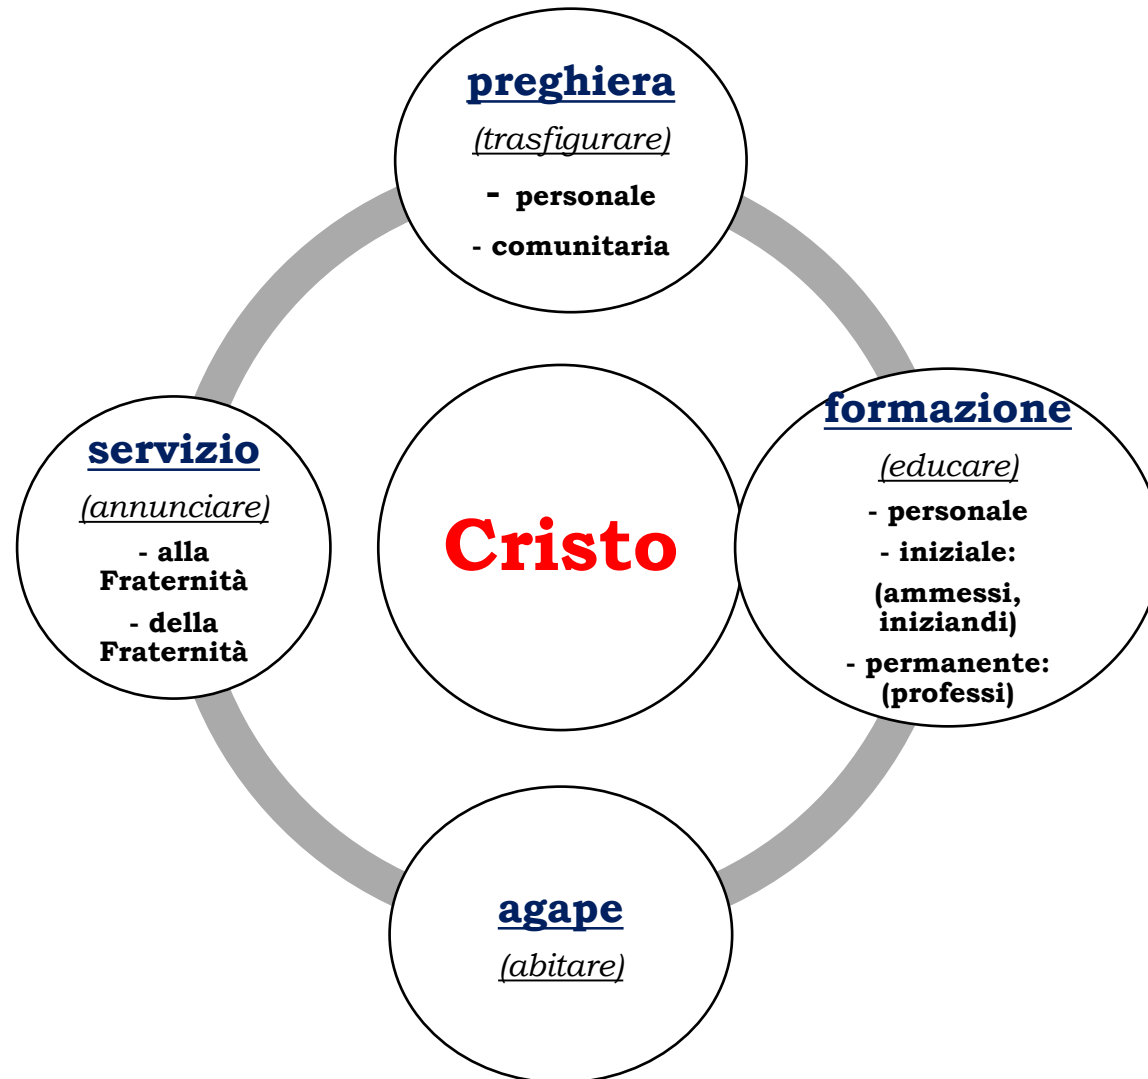 preghiera
(trasfigurare)
- personale
- comunitaria
formazione
(educare)
- personale
- iniziale:
(ammessi,
iniziandi)
- permanente:
(professi)
servizio
(annunciare)
- alla
Fraternità
- della
Fraternità
Cristo
agape
(abitare)